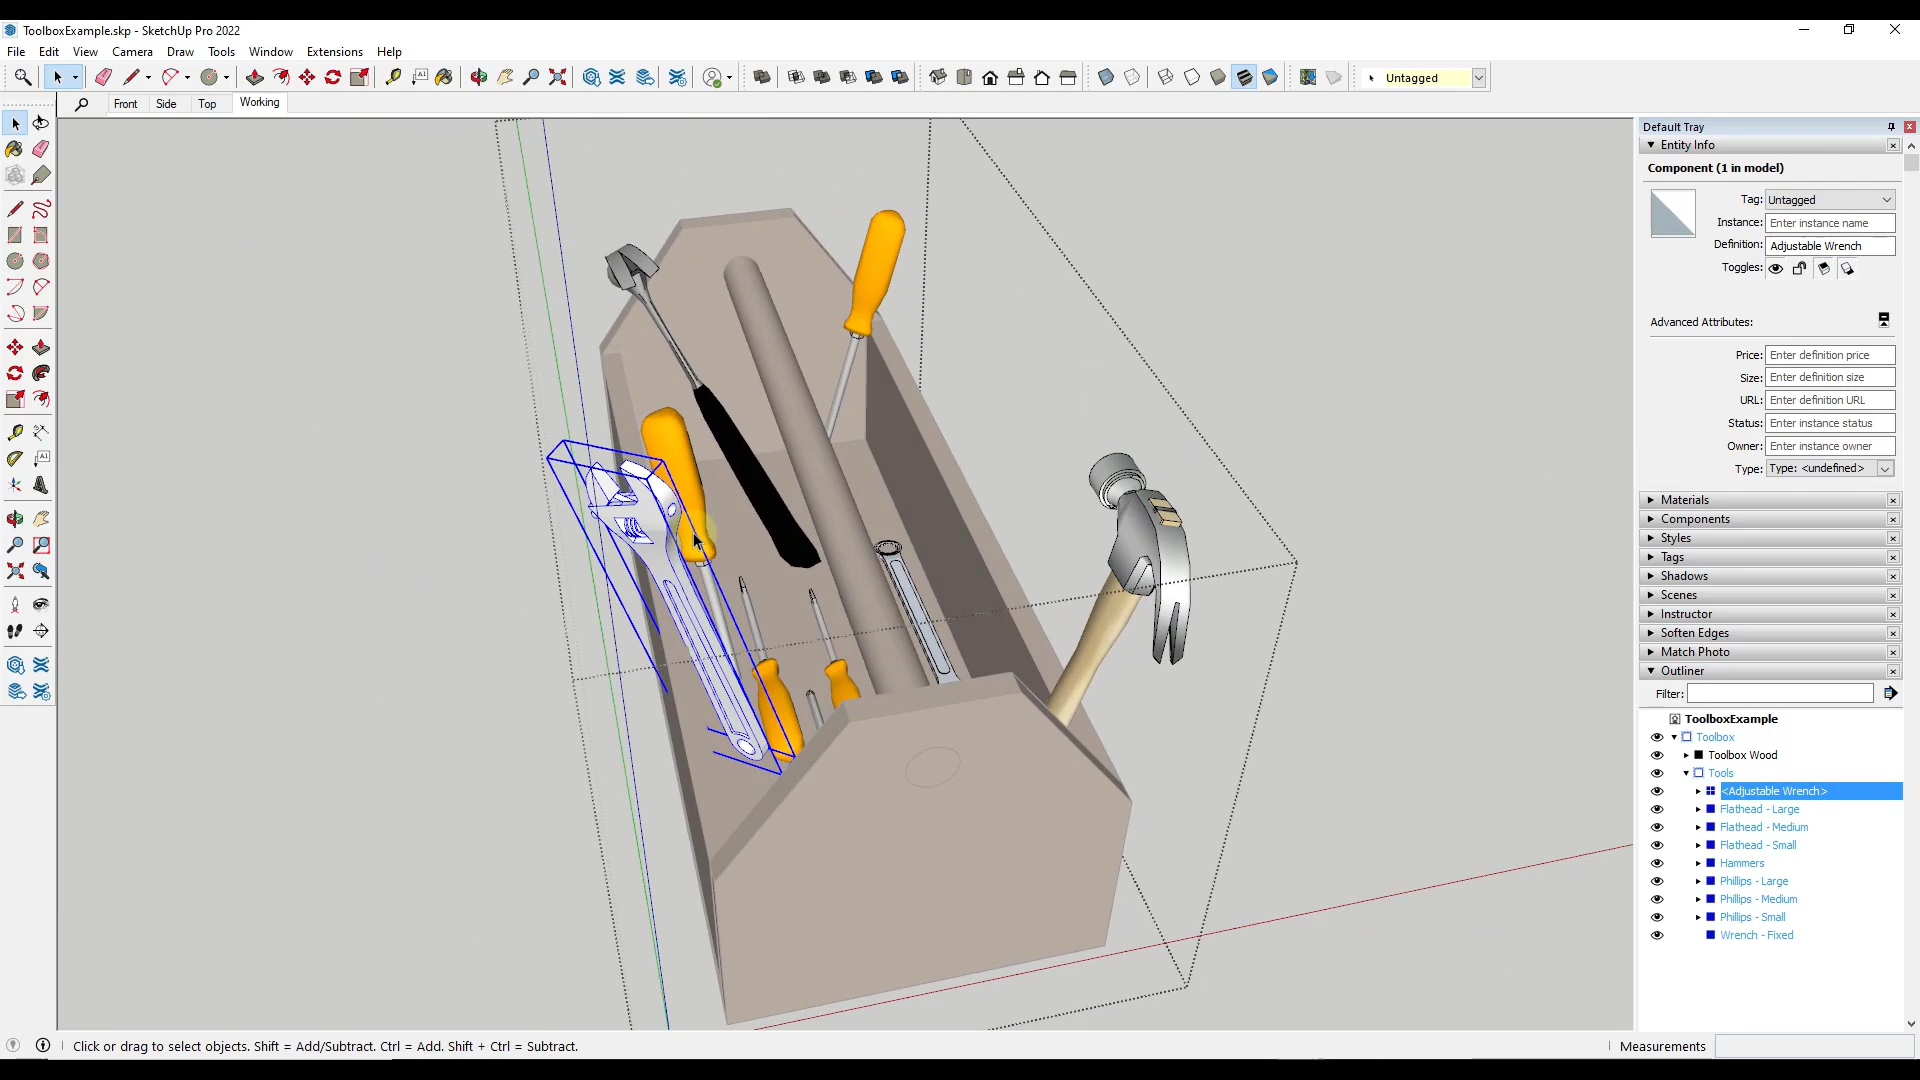 ToolboxExample.skp - SketchUp Pro 2022
File Edit View Camera Draw Tools Window Extensions Help
Untagged
Front Side Top Working
Default Tray
Entity Info
Component (1 in model)
Tag: Untagged
Instance: Enter instance name
Definition: Adjustable Wrench
Toggles:
Advanced Attributes:
Price: Enter definition price
Size: Enter definition size
URL: Enter definition URL
Status: Enter instance status
Owner: Enter instance owner
Type: Type: <undefined>
Materials
Components
Styles
Tags
Shadows
Scenes
Instructor
Soften Edges
Match Photo
Outliner
Filter:
ToolboxExample
Toolbox
Toolbox Wood
Tools
<Adjustable Wrench>
Flathead - Large
Flathead - Medium
Flathead - Small
Hammers
Phillips - Large
Phillips - Medium
Phillips - Small
Wrench - Fixed
Click or drag to select objects. Shift = Add/Subtract. Ctrl = Add. Shift + Ctrl = Subtract.
Measurements